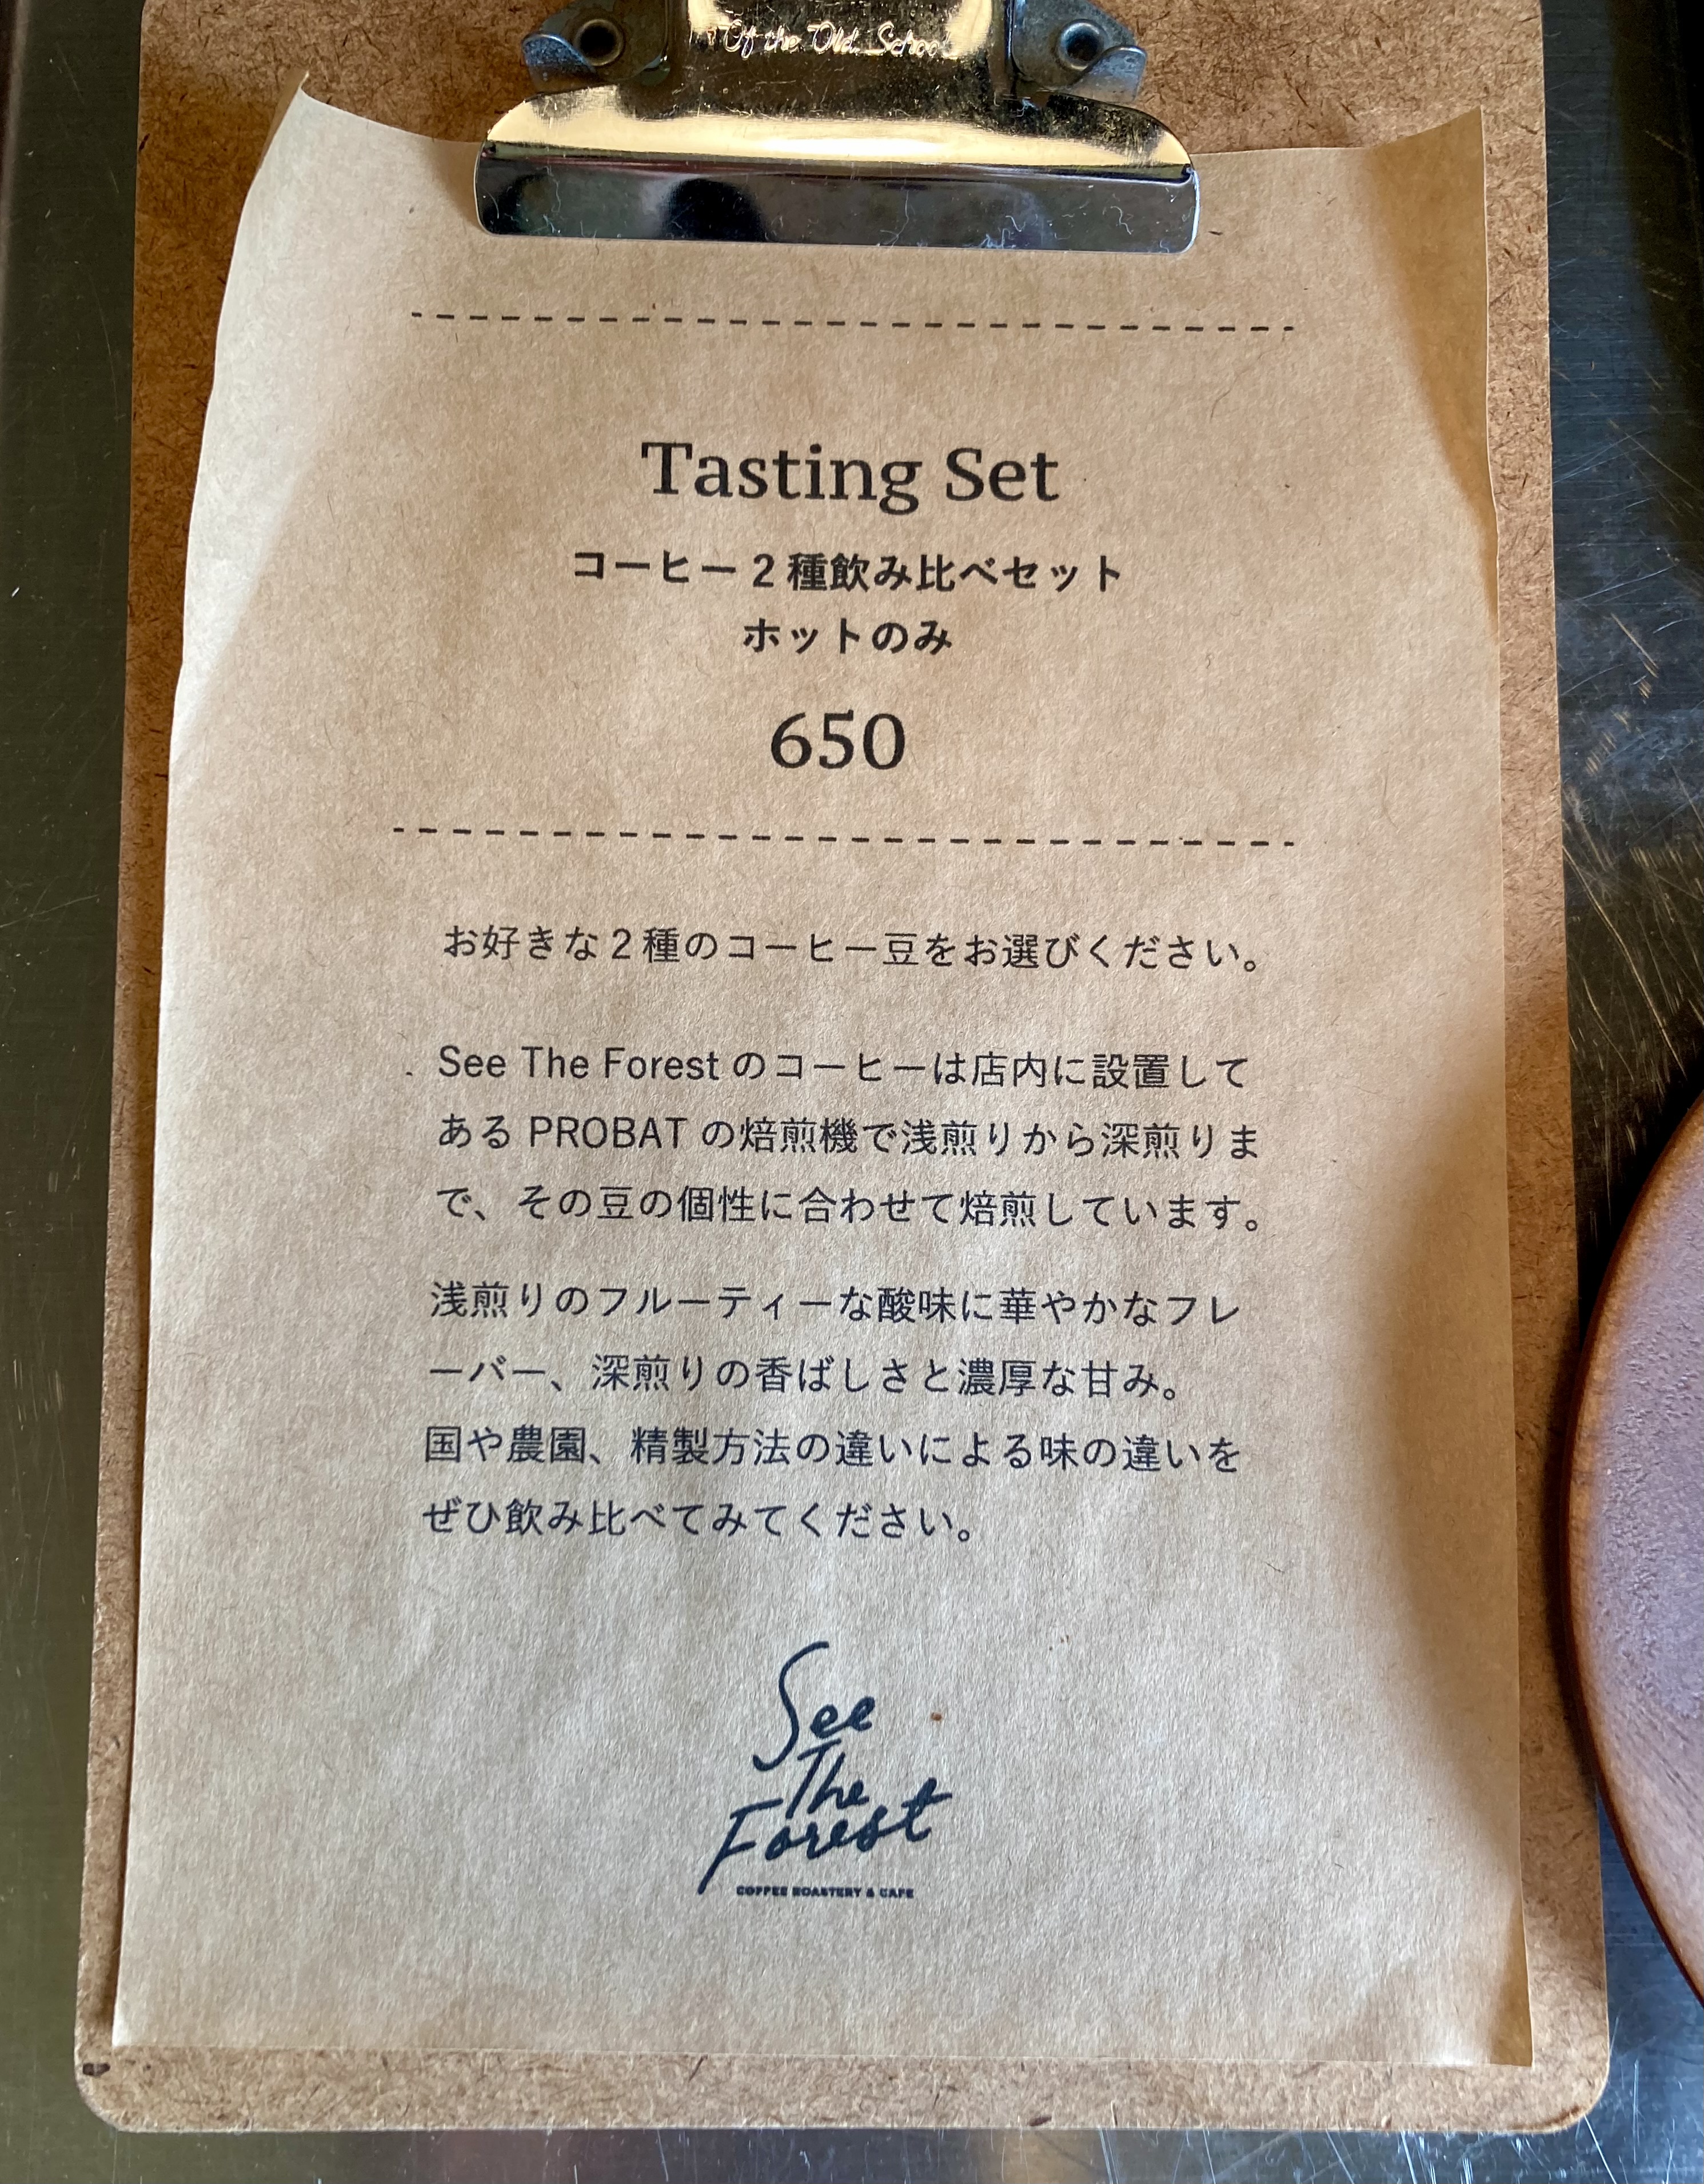 Of the Old School
Tasting Set
コーヒー2種飲み比べセット
ホットのみ
650
お好きな2種のコーヒー豆をお選びください。
See The Forest のコーヒーは店内に設置して
ある PROBAT の焙煎機で浅煎りから深煎りま
で、その豆の個性に合わせて焙煎しています。
浅煎りのフルーティーな酸味に華やかなフレ
ーバー、深煎りの香ばしさと濃厚な甘み。
国や農園、精製方法の違いによる味の違いを
ぜひ飲み比べてみてください。
See
The
Forest
COFFEE ROASTERY & CAFE